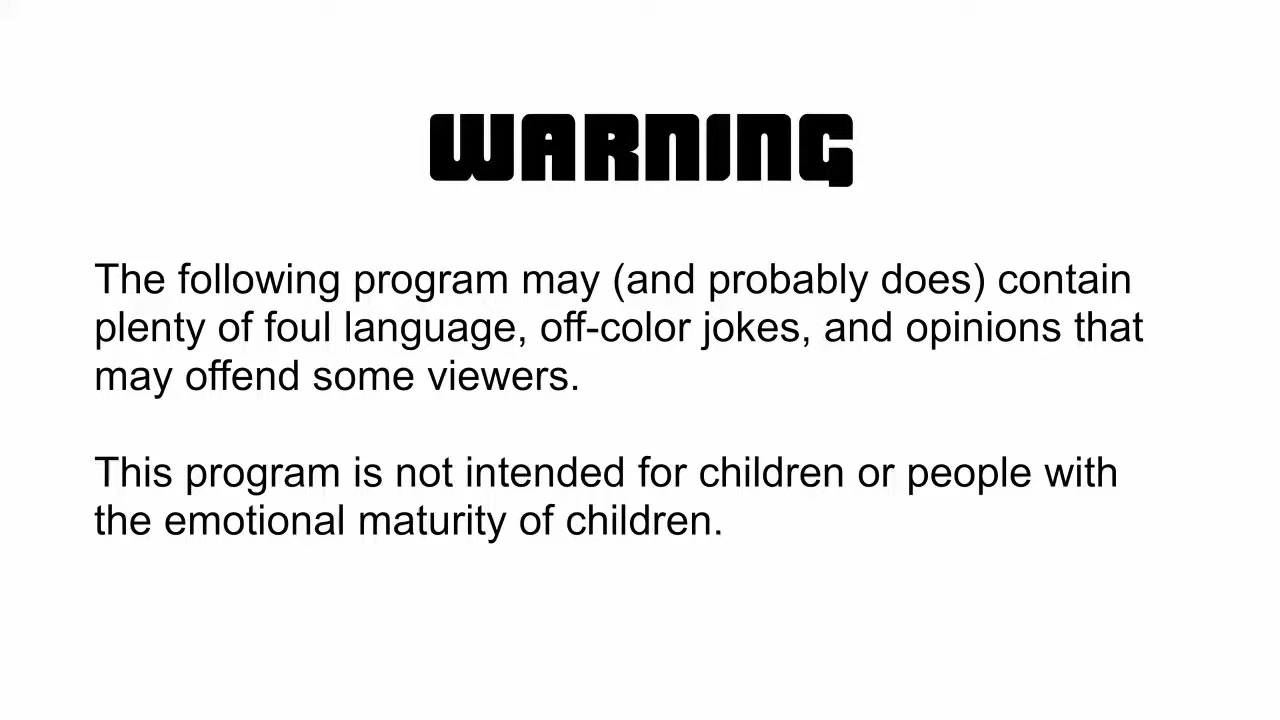 WARNING
The following program may (and probably does) contain
plenty of foul language, off-color jokes, and opinions that
may offend some viewers.
This program is not intended for children or people with
the emotional maturity of children.